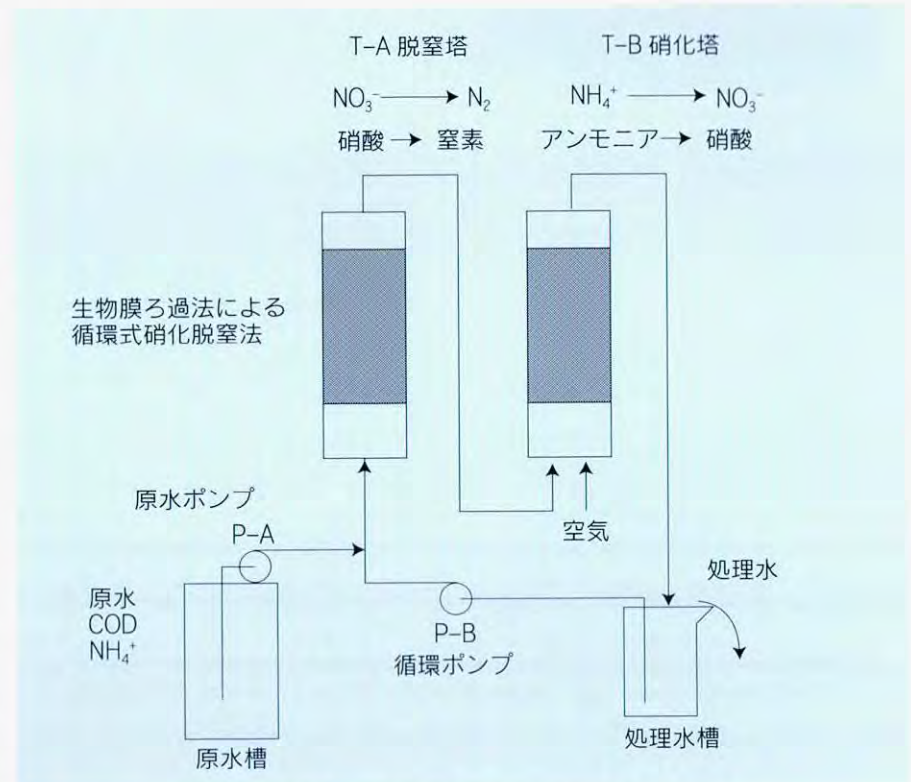 T-A 脱窒塔
NO₃⁻ → N₂
硝酸 → 窒素
T-B 硝化塔
NH₄⁺ → NO₃⁻
アンモニア → 硝酸
生物膜ろ過法による
循環式硝化脱窒法
原水ポンプ
P-A
空気
原水
COD
NH₄⁺
P-B
循環ポンプ
処理水
原水槽
処理水槽